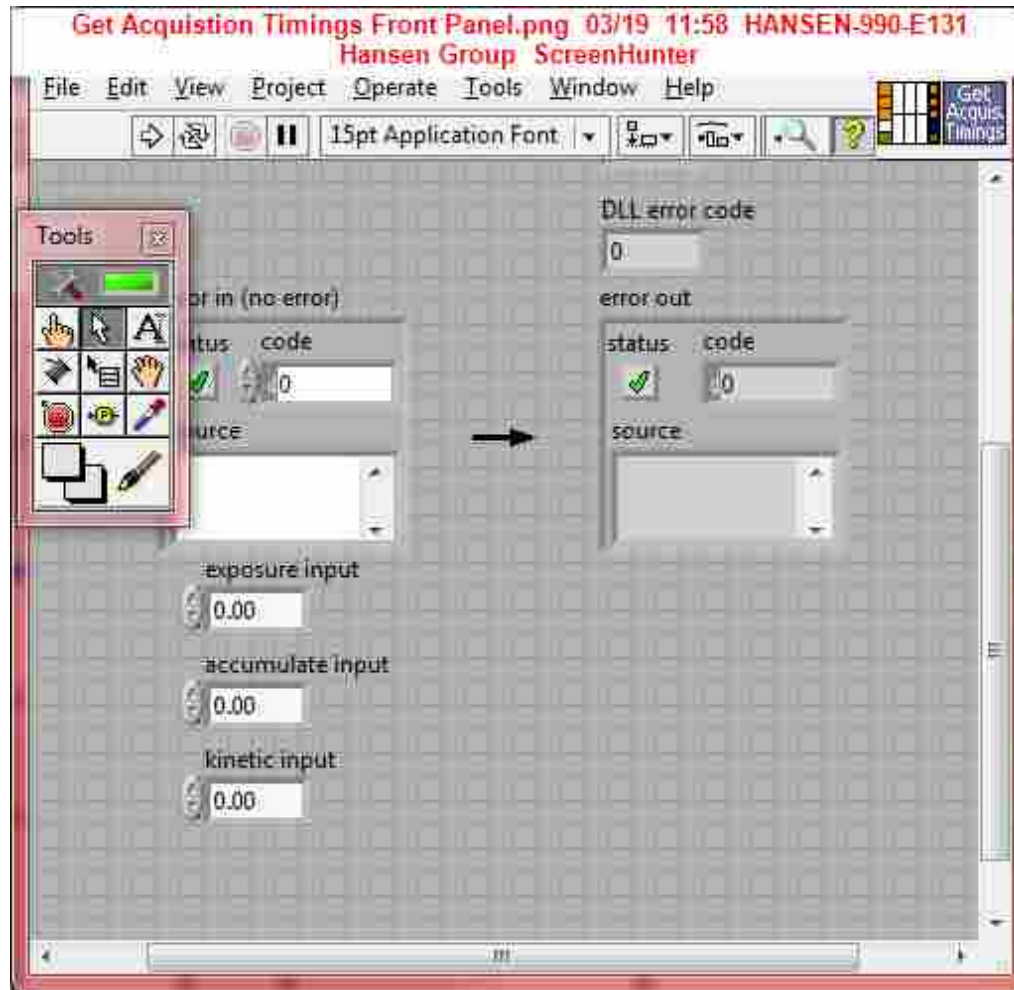 Get Acquistion Timings Front Panel.png 03/19 11:58 HANSEN-990-E131
Hansen Group ScreenHunter
File Edit View Project Operate Tools Window Help
Get
Acquis.
Timings
15pt Application Font
DLL error code
0
Tools
or in (no error)
error out
atus code
status code
0
0
urce
source
exposure input
0.00
accumulate input
0.00
kinetic input
0.00